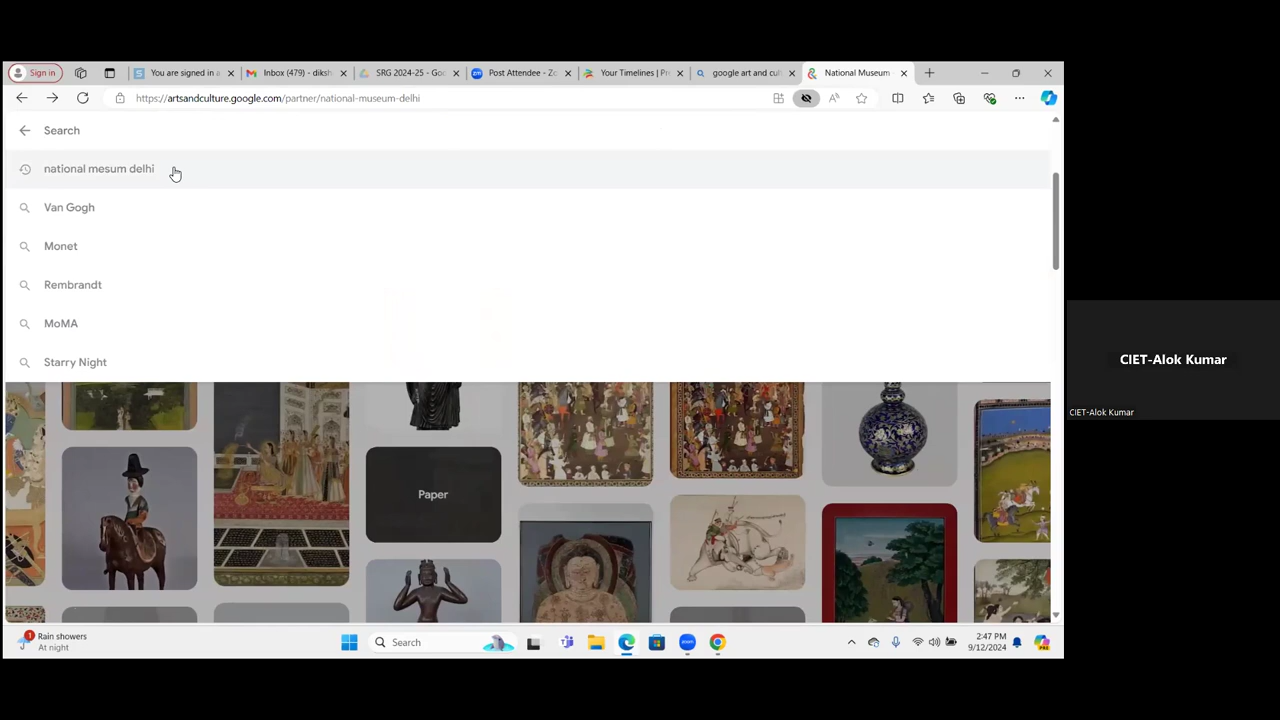 Sign in
You are signed in a
Inbox (479) - diksh
SRG 2024-25 - Goo
Post Attendee - Zo
Your Timelines | Pr
google art and cul
National Museum
https://artsandculture.google.com/partner/national-museum-delhi
Search
national mesum delhi
Van Gogh
Monet
Rembrandt
MoMA
Starry Night
Paper
CIET-Alok Kumar
CIET-Alok Kumar
1
Rain showers
At night
Search
2:47 PM
9/12/2024